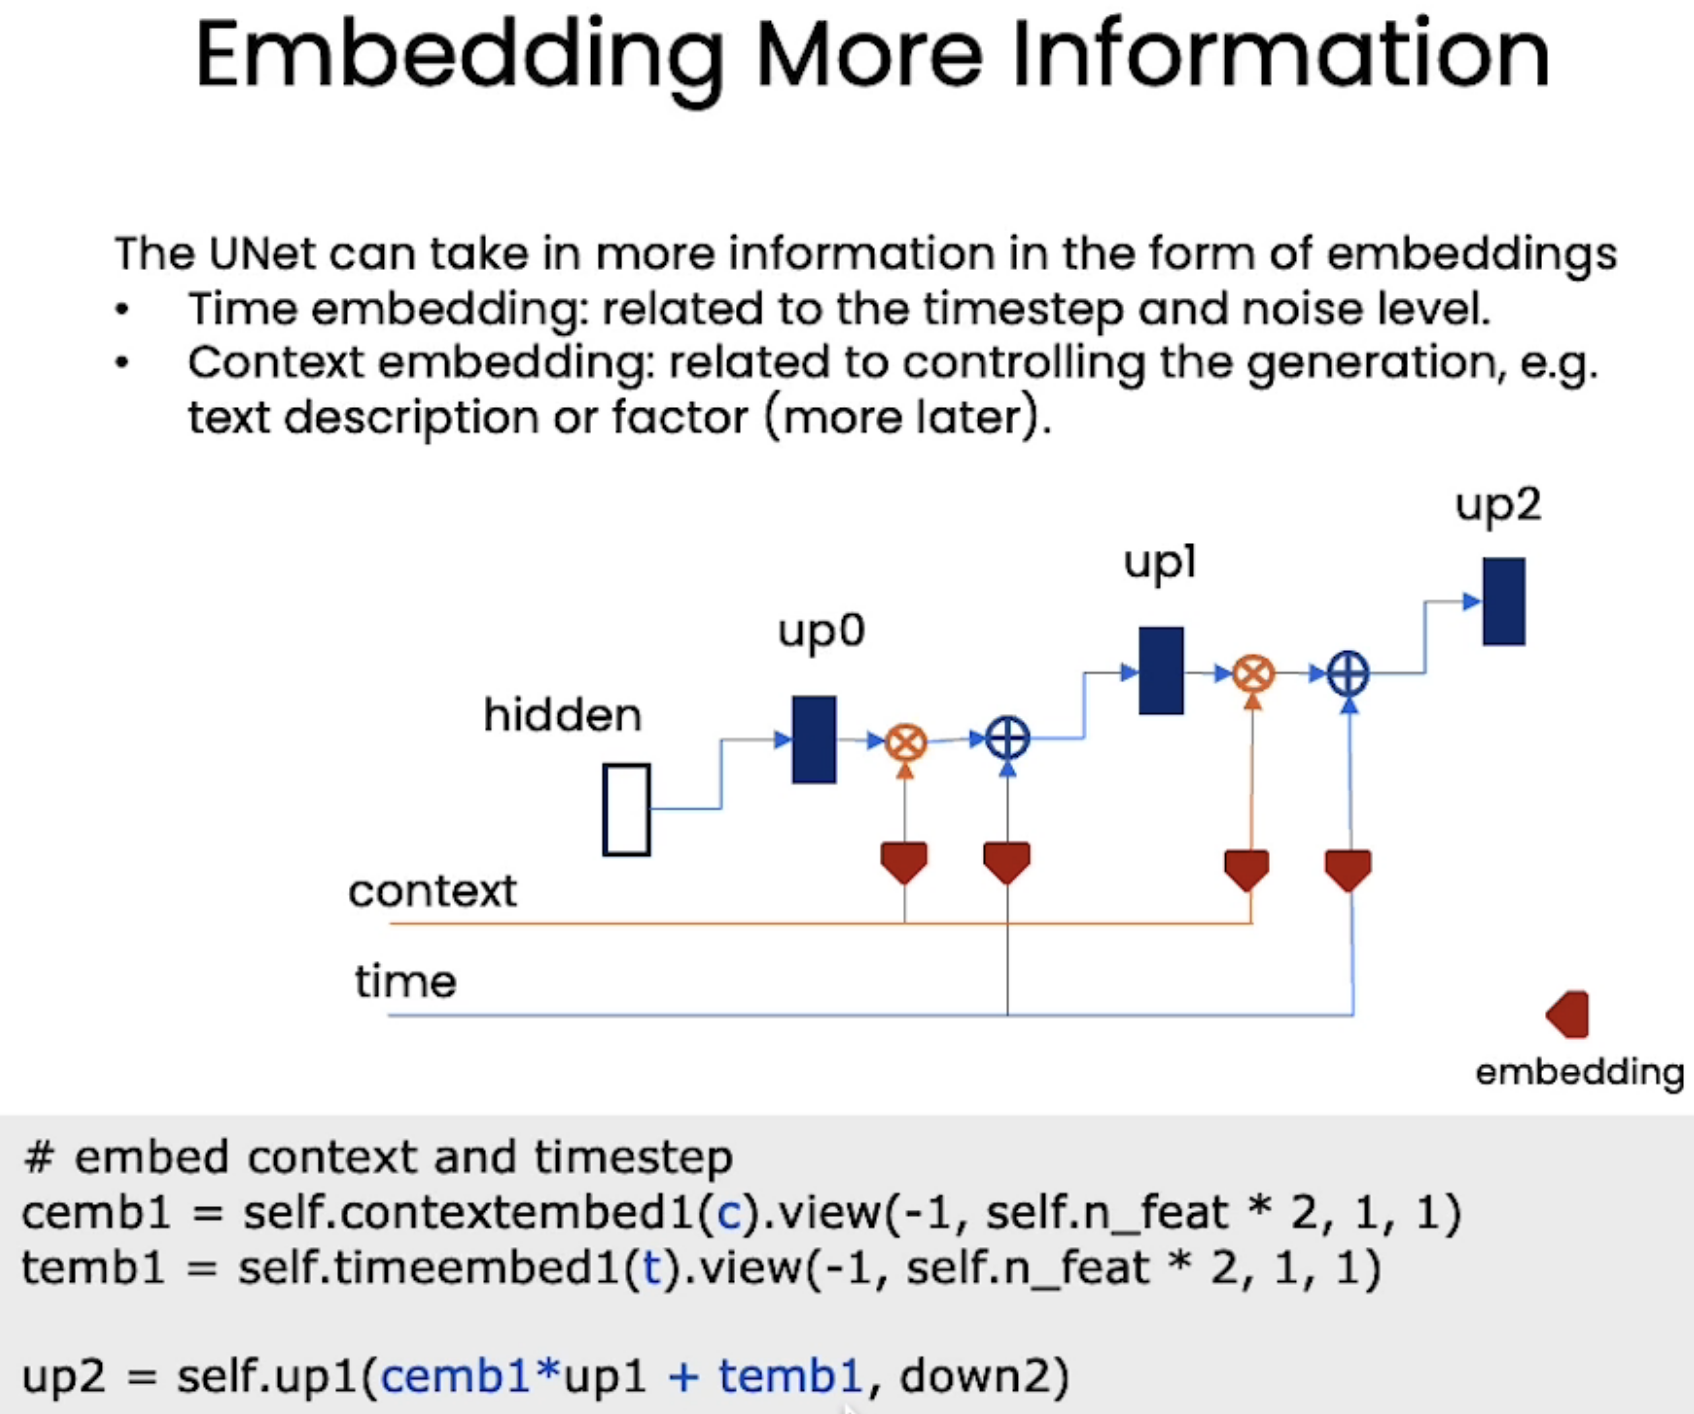 Embedding More Information
The UNet can take in more information in the form of embeddings
• Time embedding: related to the timestep and noise level.
• Context embedding: related to controlling the generation, e.g.
text description or factor (more later).
up2
up1
up0
hidden
context
time
embedding
# embed context and timestep
cemb1 = self.contextembed1(c).view(-1, self.n_feat * 2, 1, 1)
temb1 = self.timeembed1(t).view(-1, self.n_feat * 2, 1, 1)
up2 = self.up1(cemb1*up1 + temb1, down2)